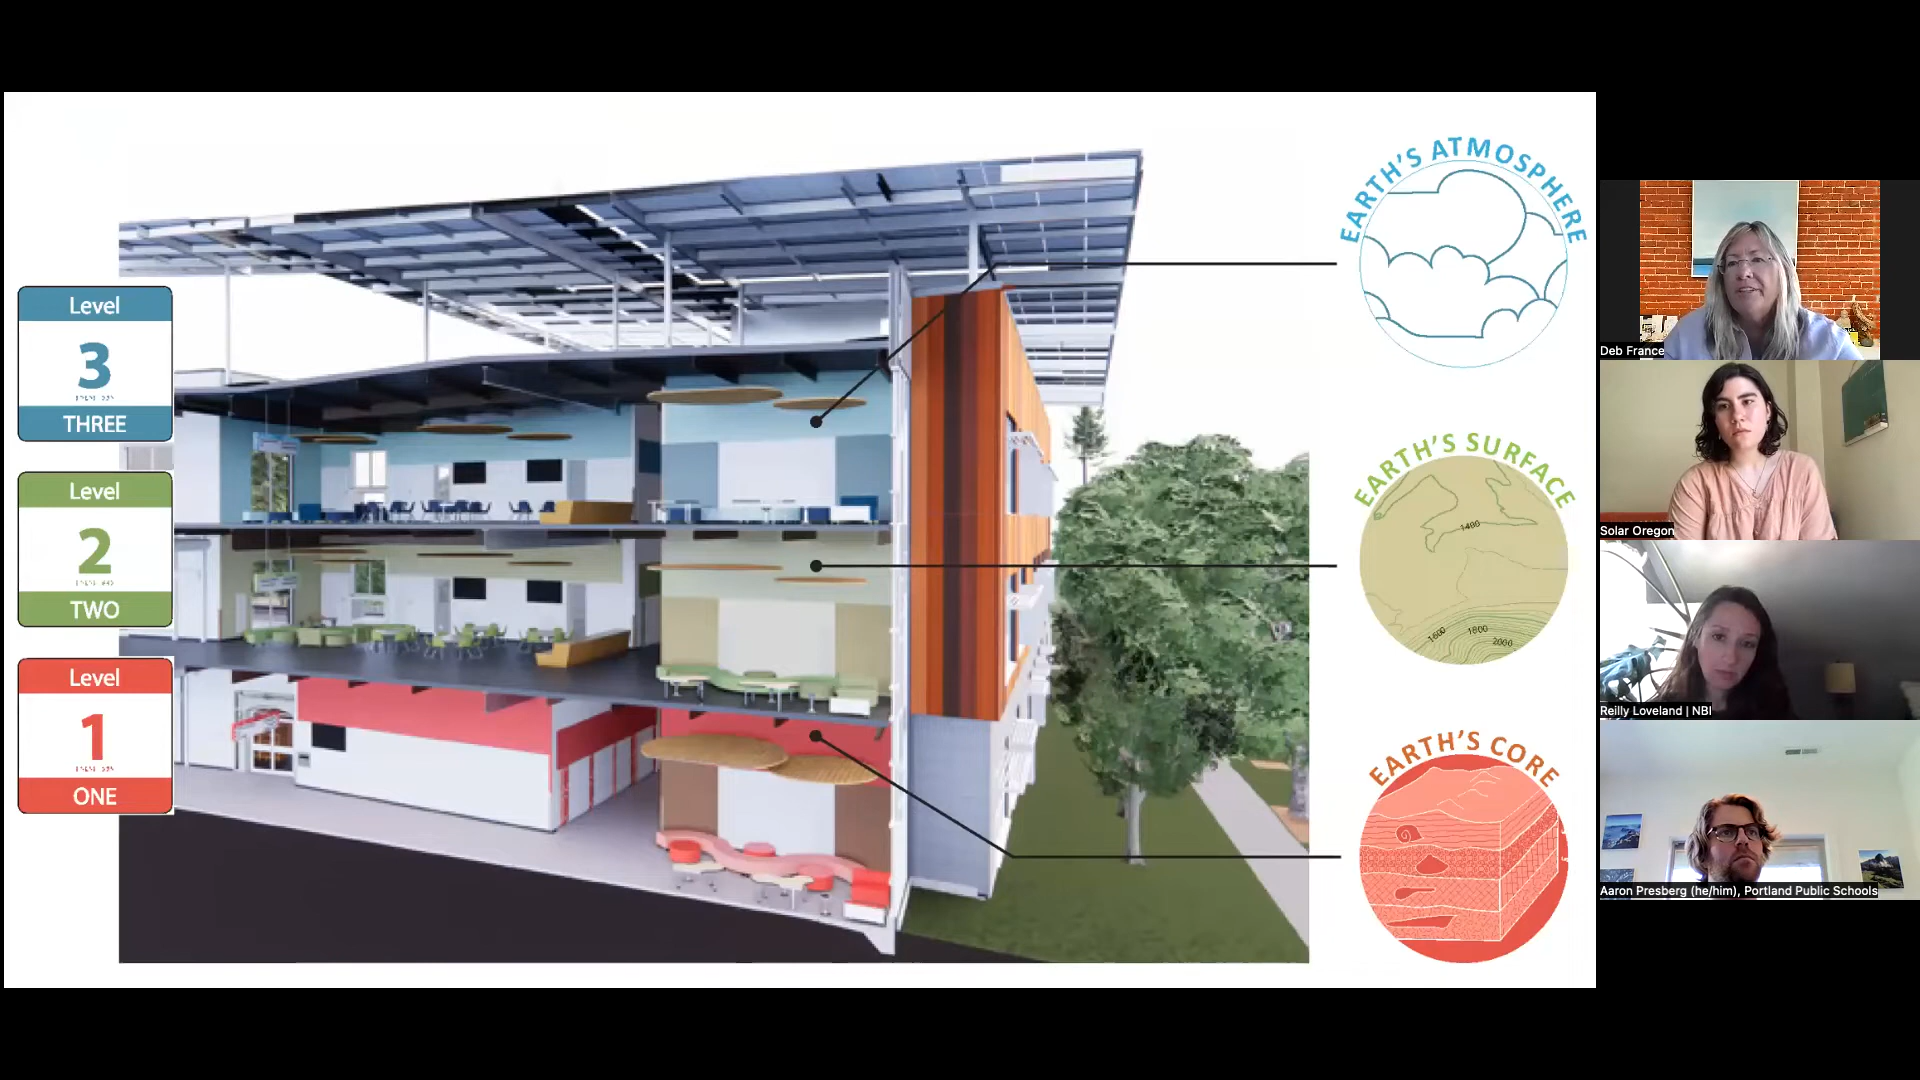 Level
3
THREE
Level
2
TWO
Level
1
ONE
EARTH'S ATMOSPHERE
EARTH'S SURFACE
1400
1600
1800
2000
EARTH'S CORE
Deb France
Solar Oregon
Reilly Loveland | NBI
Aaron Presberg (he/him), Portland Public Schools